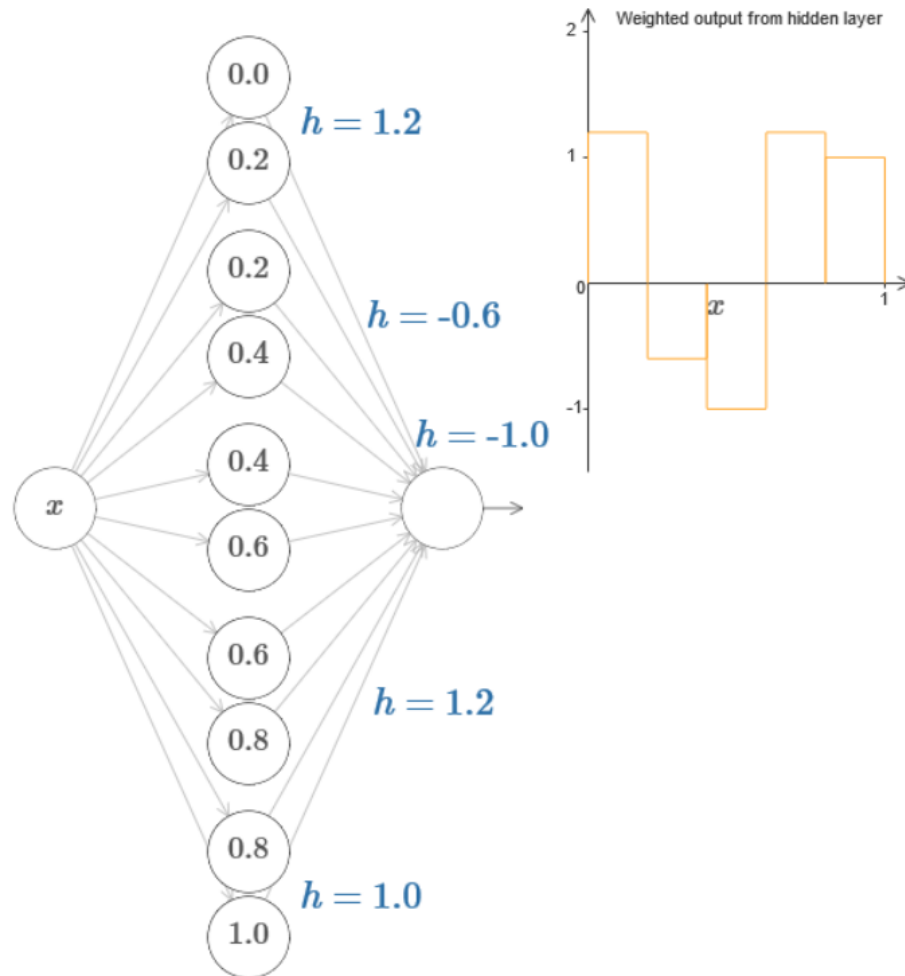 0.0
h = 1.2
0.2
0.2
h = -0.6
0.4
h = -1.0
0.4
x
0.6
0.6
h = 1.2
0.8
0.8
h = 1.0
1.0
Weighted output from hidden layer
2
1
0
x
1
-1